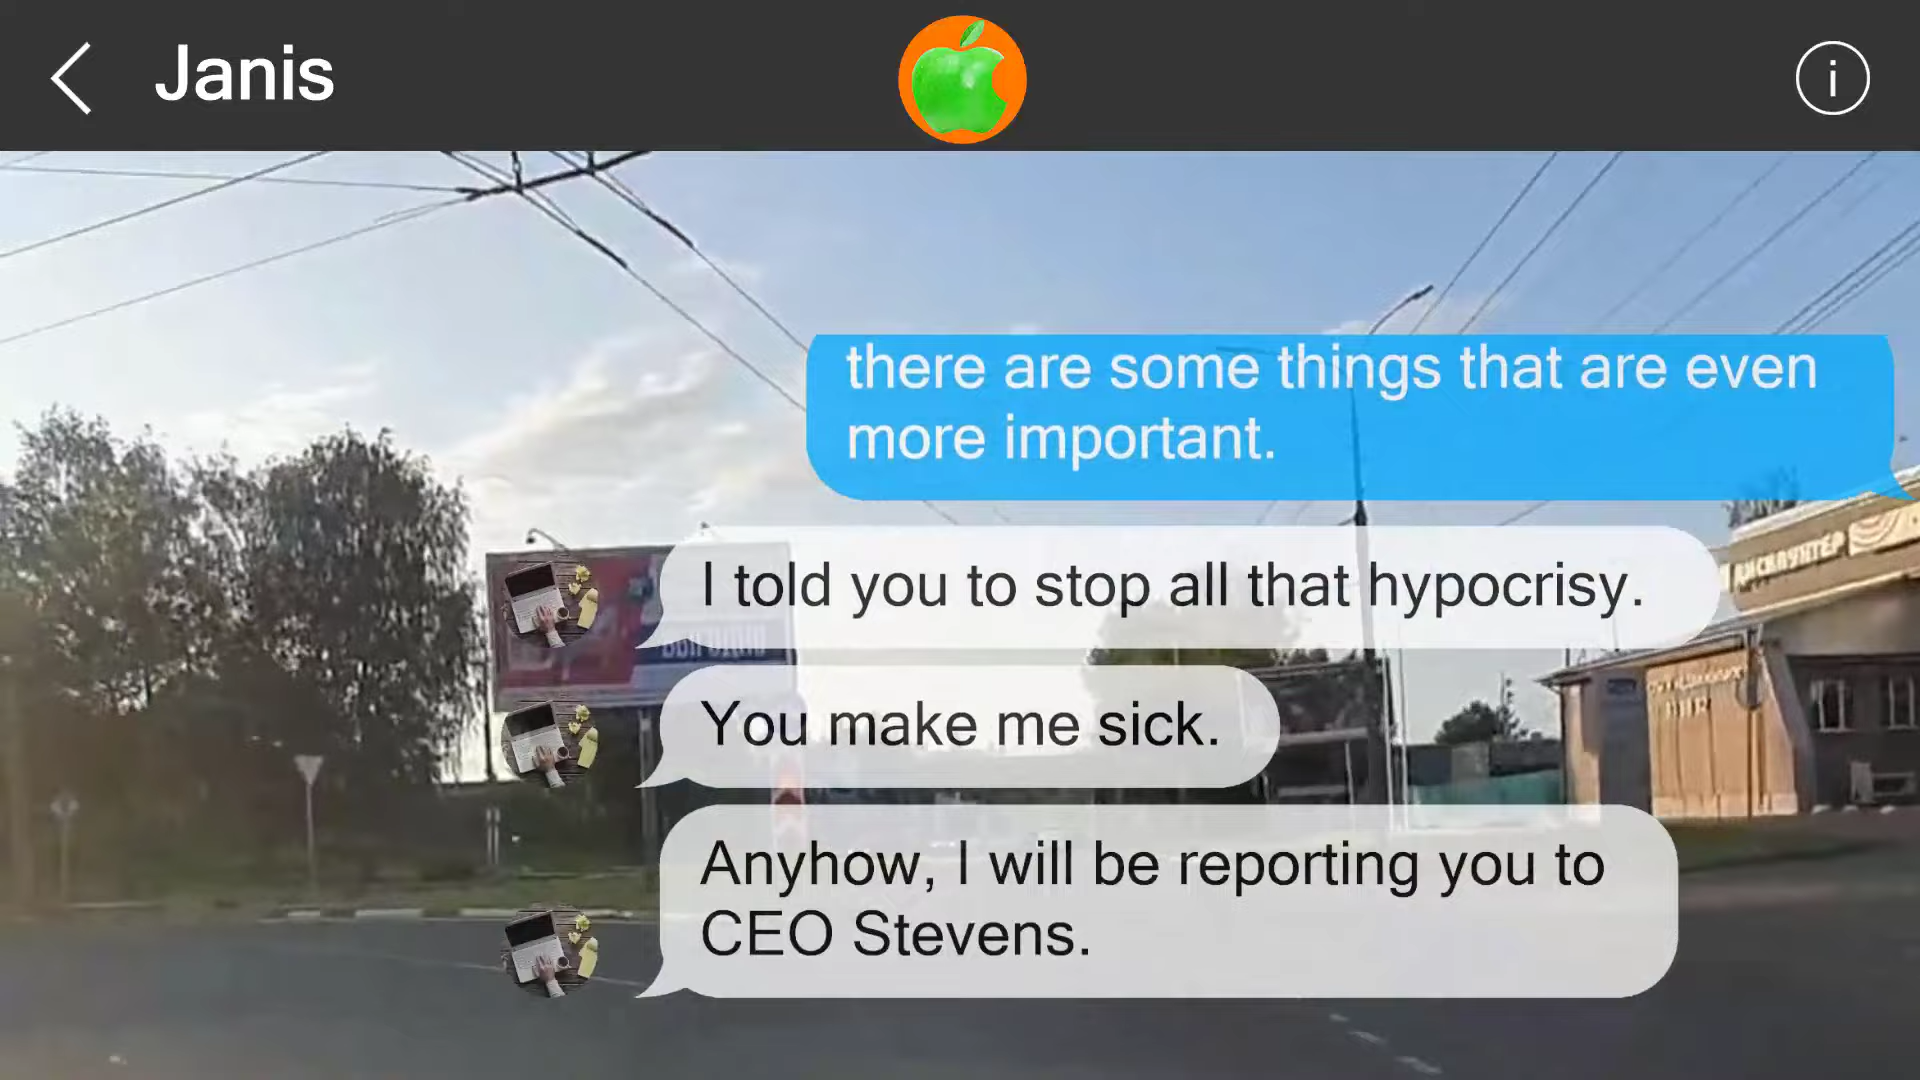 Janis
i
there are some things that are even
more important.
I told you to stop all that hypocrisy.
You make me sick.
Anyhow, I will be reporting you to
CEO Stevens.
ДИСКАУНТЕР